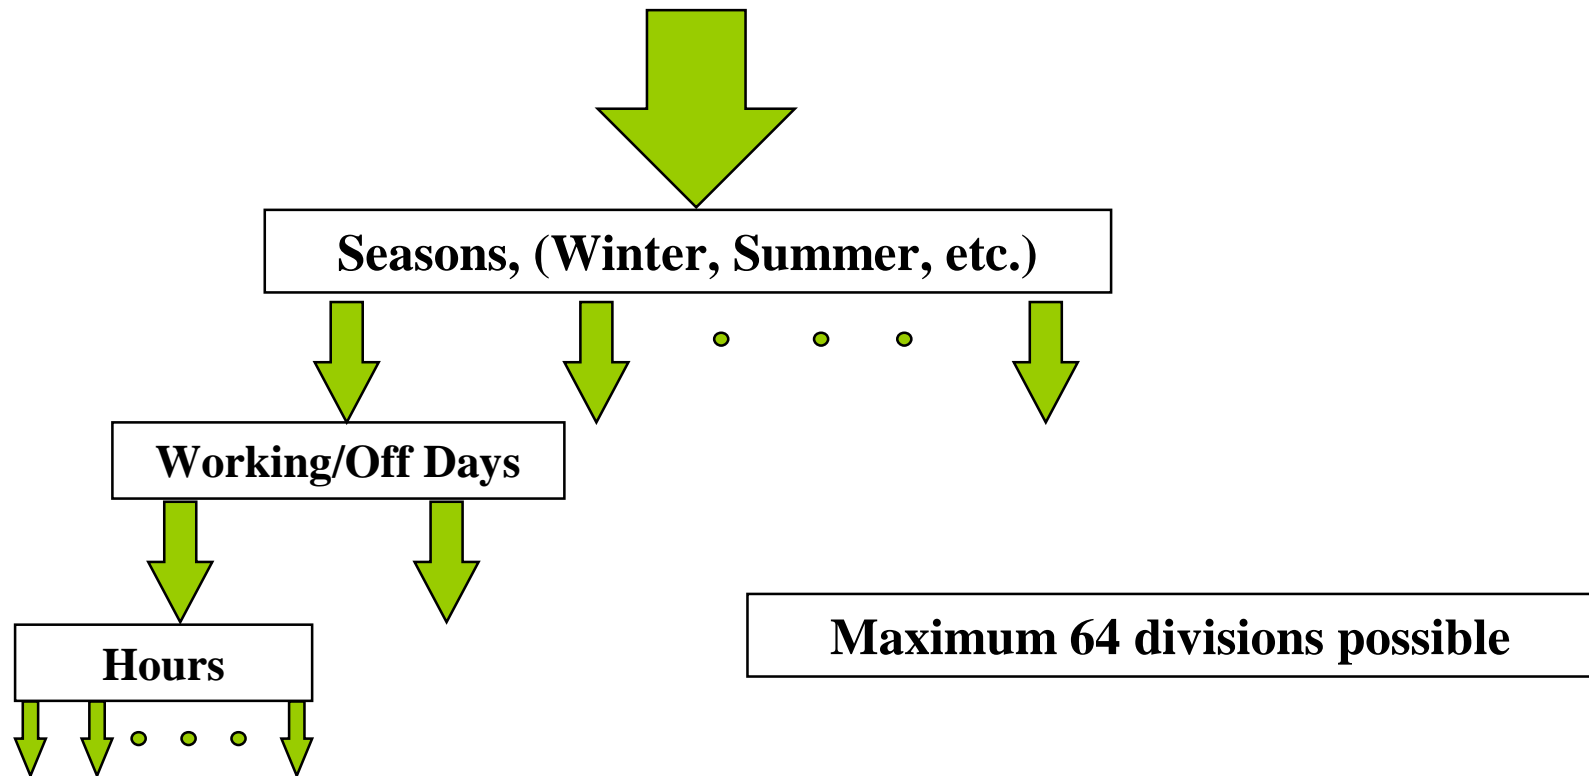 Seasons, (Winter, Summer, etc.)
Working/Off Days
Maximum 64 divisions possible
Hours